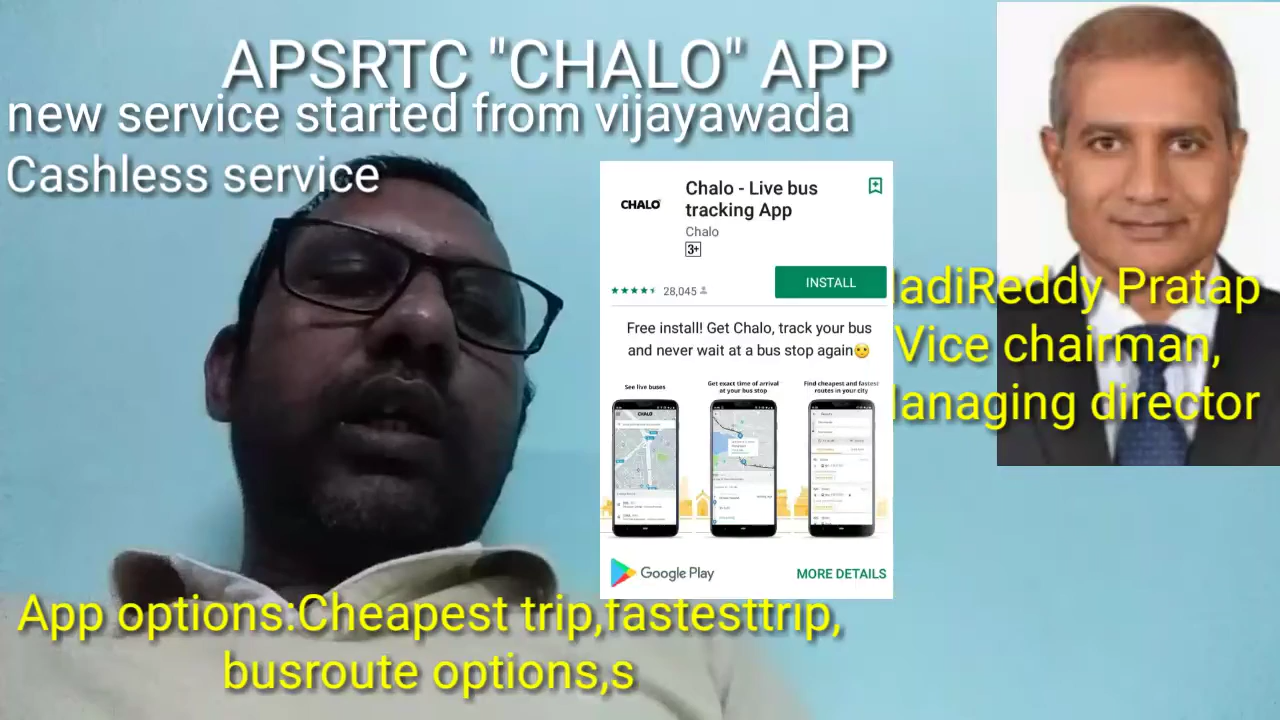 APSRTC "CHALO" APP
new service started from vijayawada
Cashless service
CHALO
Chalo - Live bus
tracking App
Chalo
3+
INSTALL
28,045
Free install! Get Chalo, track your bus
and never wait at a bus stop again
See live buses
Get exact time of arrival
at your bus stop
Find cheapest and fastest
routes in your city
CHALO
Google Play
MORE DETAILS
adiReddy Pratap
Vice chairman,
anaging director
App options:Cheapest trip,fastesttrip,
busroute options,s